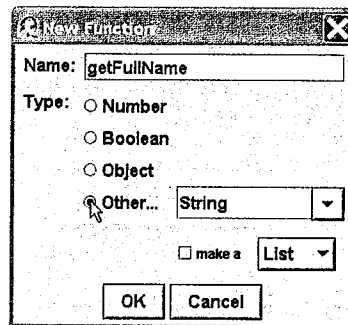 New Function
Name: getFullName
Type: Number
Boolean
Object
Other... String
make a List
OK Cancel